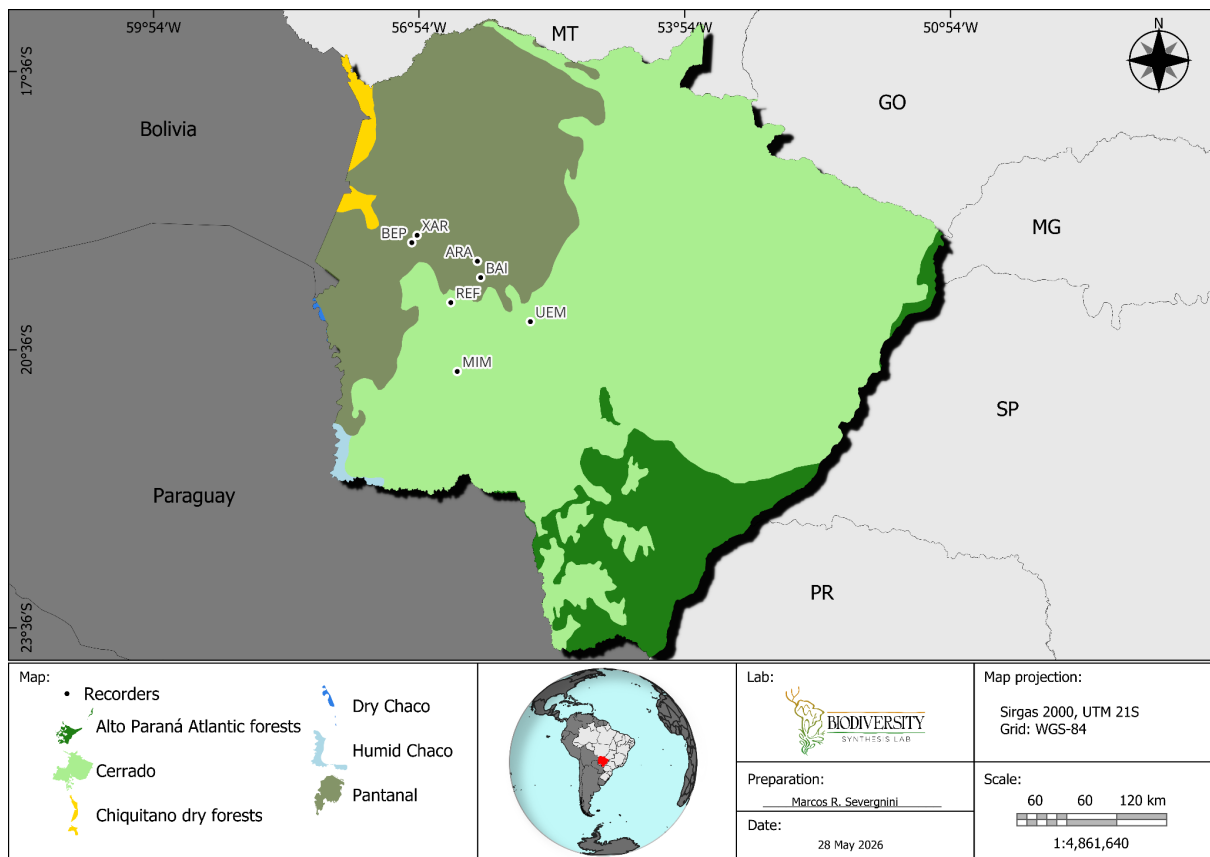 59°54'W
56°54'W
53°54'W
50°54'W
MT
N
17°36'S
GO
Bolivia
MG
XAR
BEP
ARA
BAI
REF
UEM
20°36'S
MIM
SP
Paraguay
PR
23°36'S
Map:
Recorders
Alto Paraná Atlantic forests
Cerrado
Chiquitano dry forests
Dry Chaco
Humid Chaco
Pantanal
Lab:
BIODIVERSITY
SYNTHESIS LAB
Preparation:
Marcos R. Severgnini
Date:
28 May 2026
Map projection:
Sirgas 2000, UTM 21S
Grid: WGS-84
Scale:
60 60 120 km
1:4,861,640